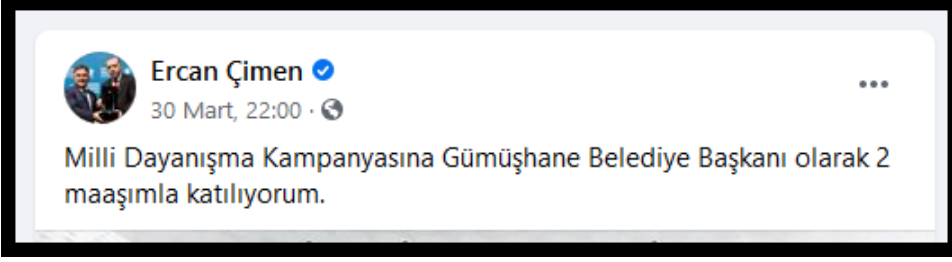 Ercan Çimen
30 Mart, 22:00 ·
Milli Dayanışma Kampanyasına Gümüşhane Belediye Başkanı olarak 2
maaşımla katılıyorum.